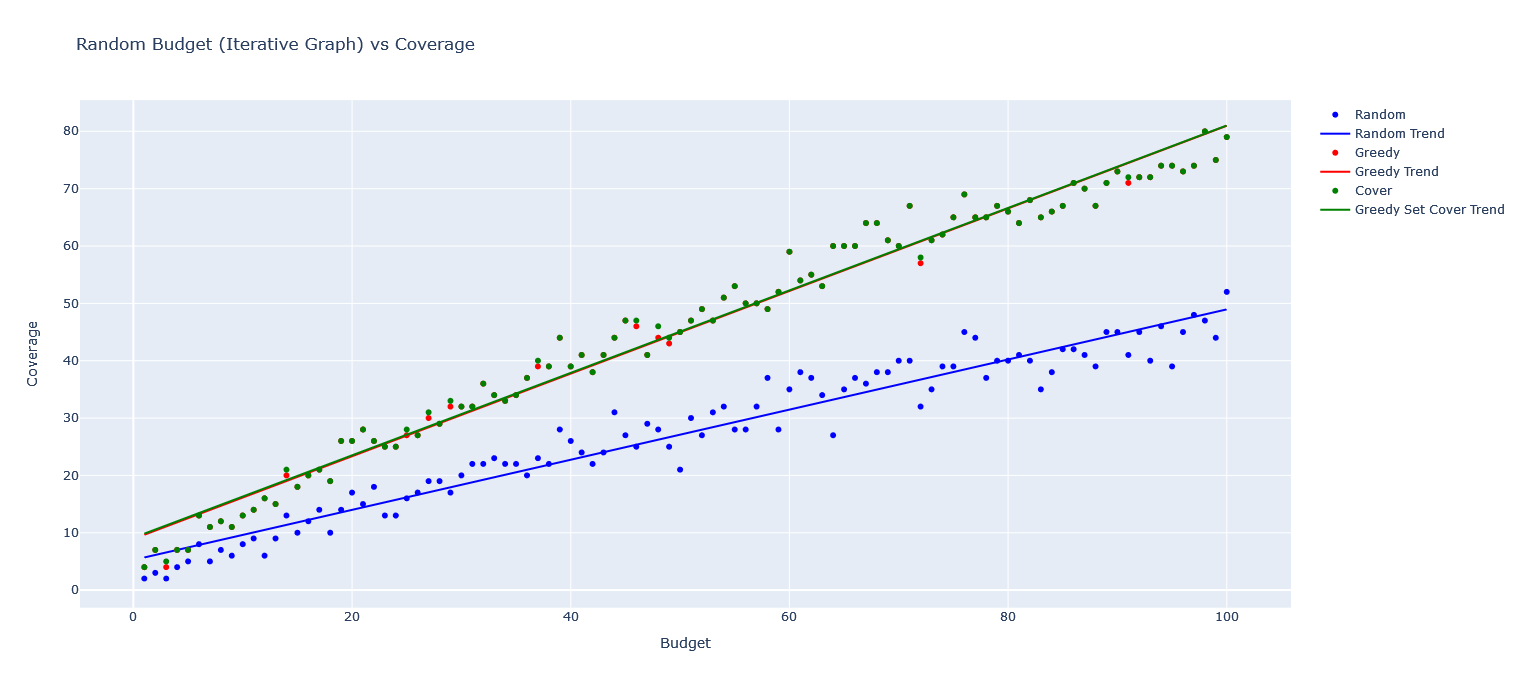 Random Budget (Iterative Graph) vs Coverage
Random
Random Trend
Greedy
Greedy Trend
Cover
Greedy Set Cover Trend
80
70
60
50
40
30
20
10
0
Coverage
0 20 40 60 80 100
Budget